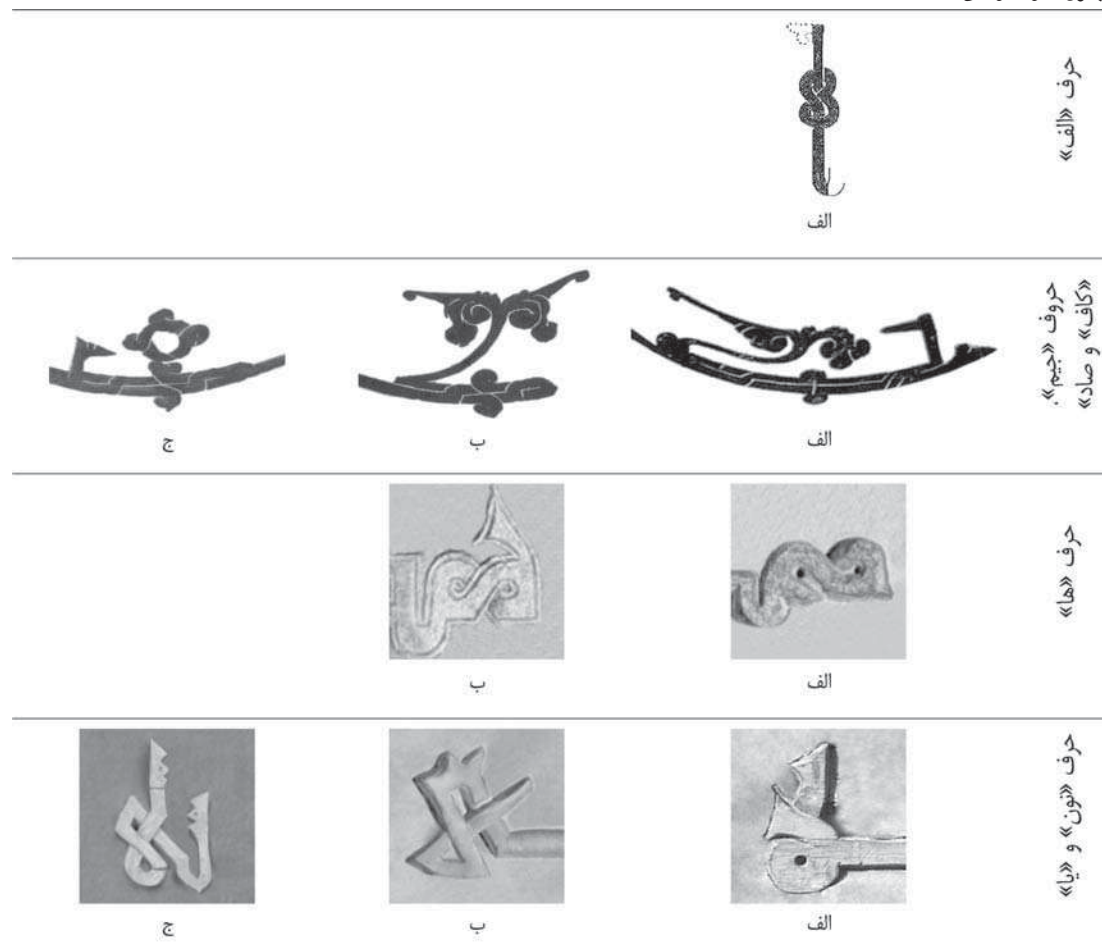 حرف «الف»
الف
حروف «جیم»،
«کاف» و صاد»
الف
ب
ج
حرف «ها»
الف
ب
حرف «نون» و «یا»
الف
ب
ج